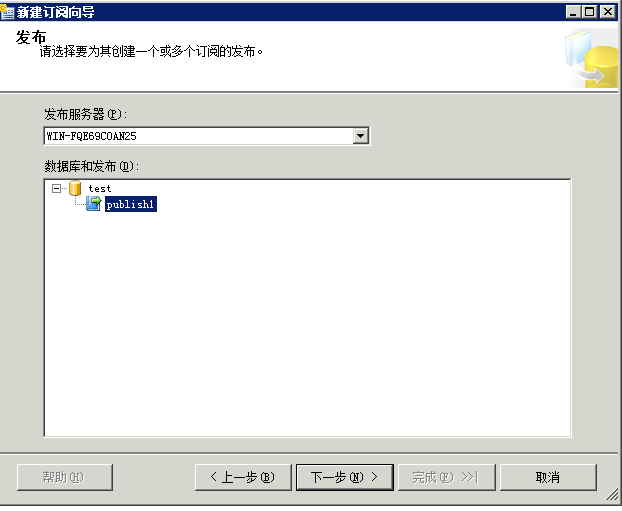 新建订阅向导
发布
请选择要为其创建一个或多个订阅的发布。
发布服务器(P):
WIN-FQE69COAN25
数据库和发布(D):
test
publish1
帮助(H)
< 上一步(B)
下一步(N) >
完成(F) >>|
取消